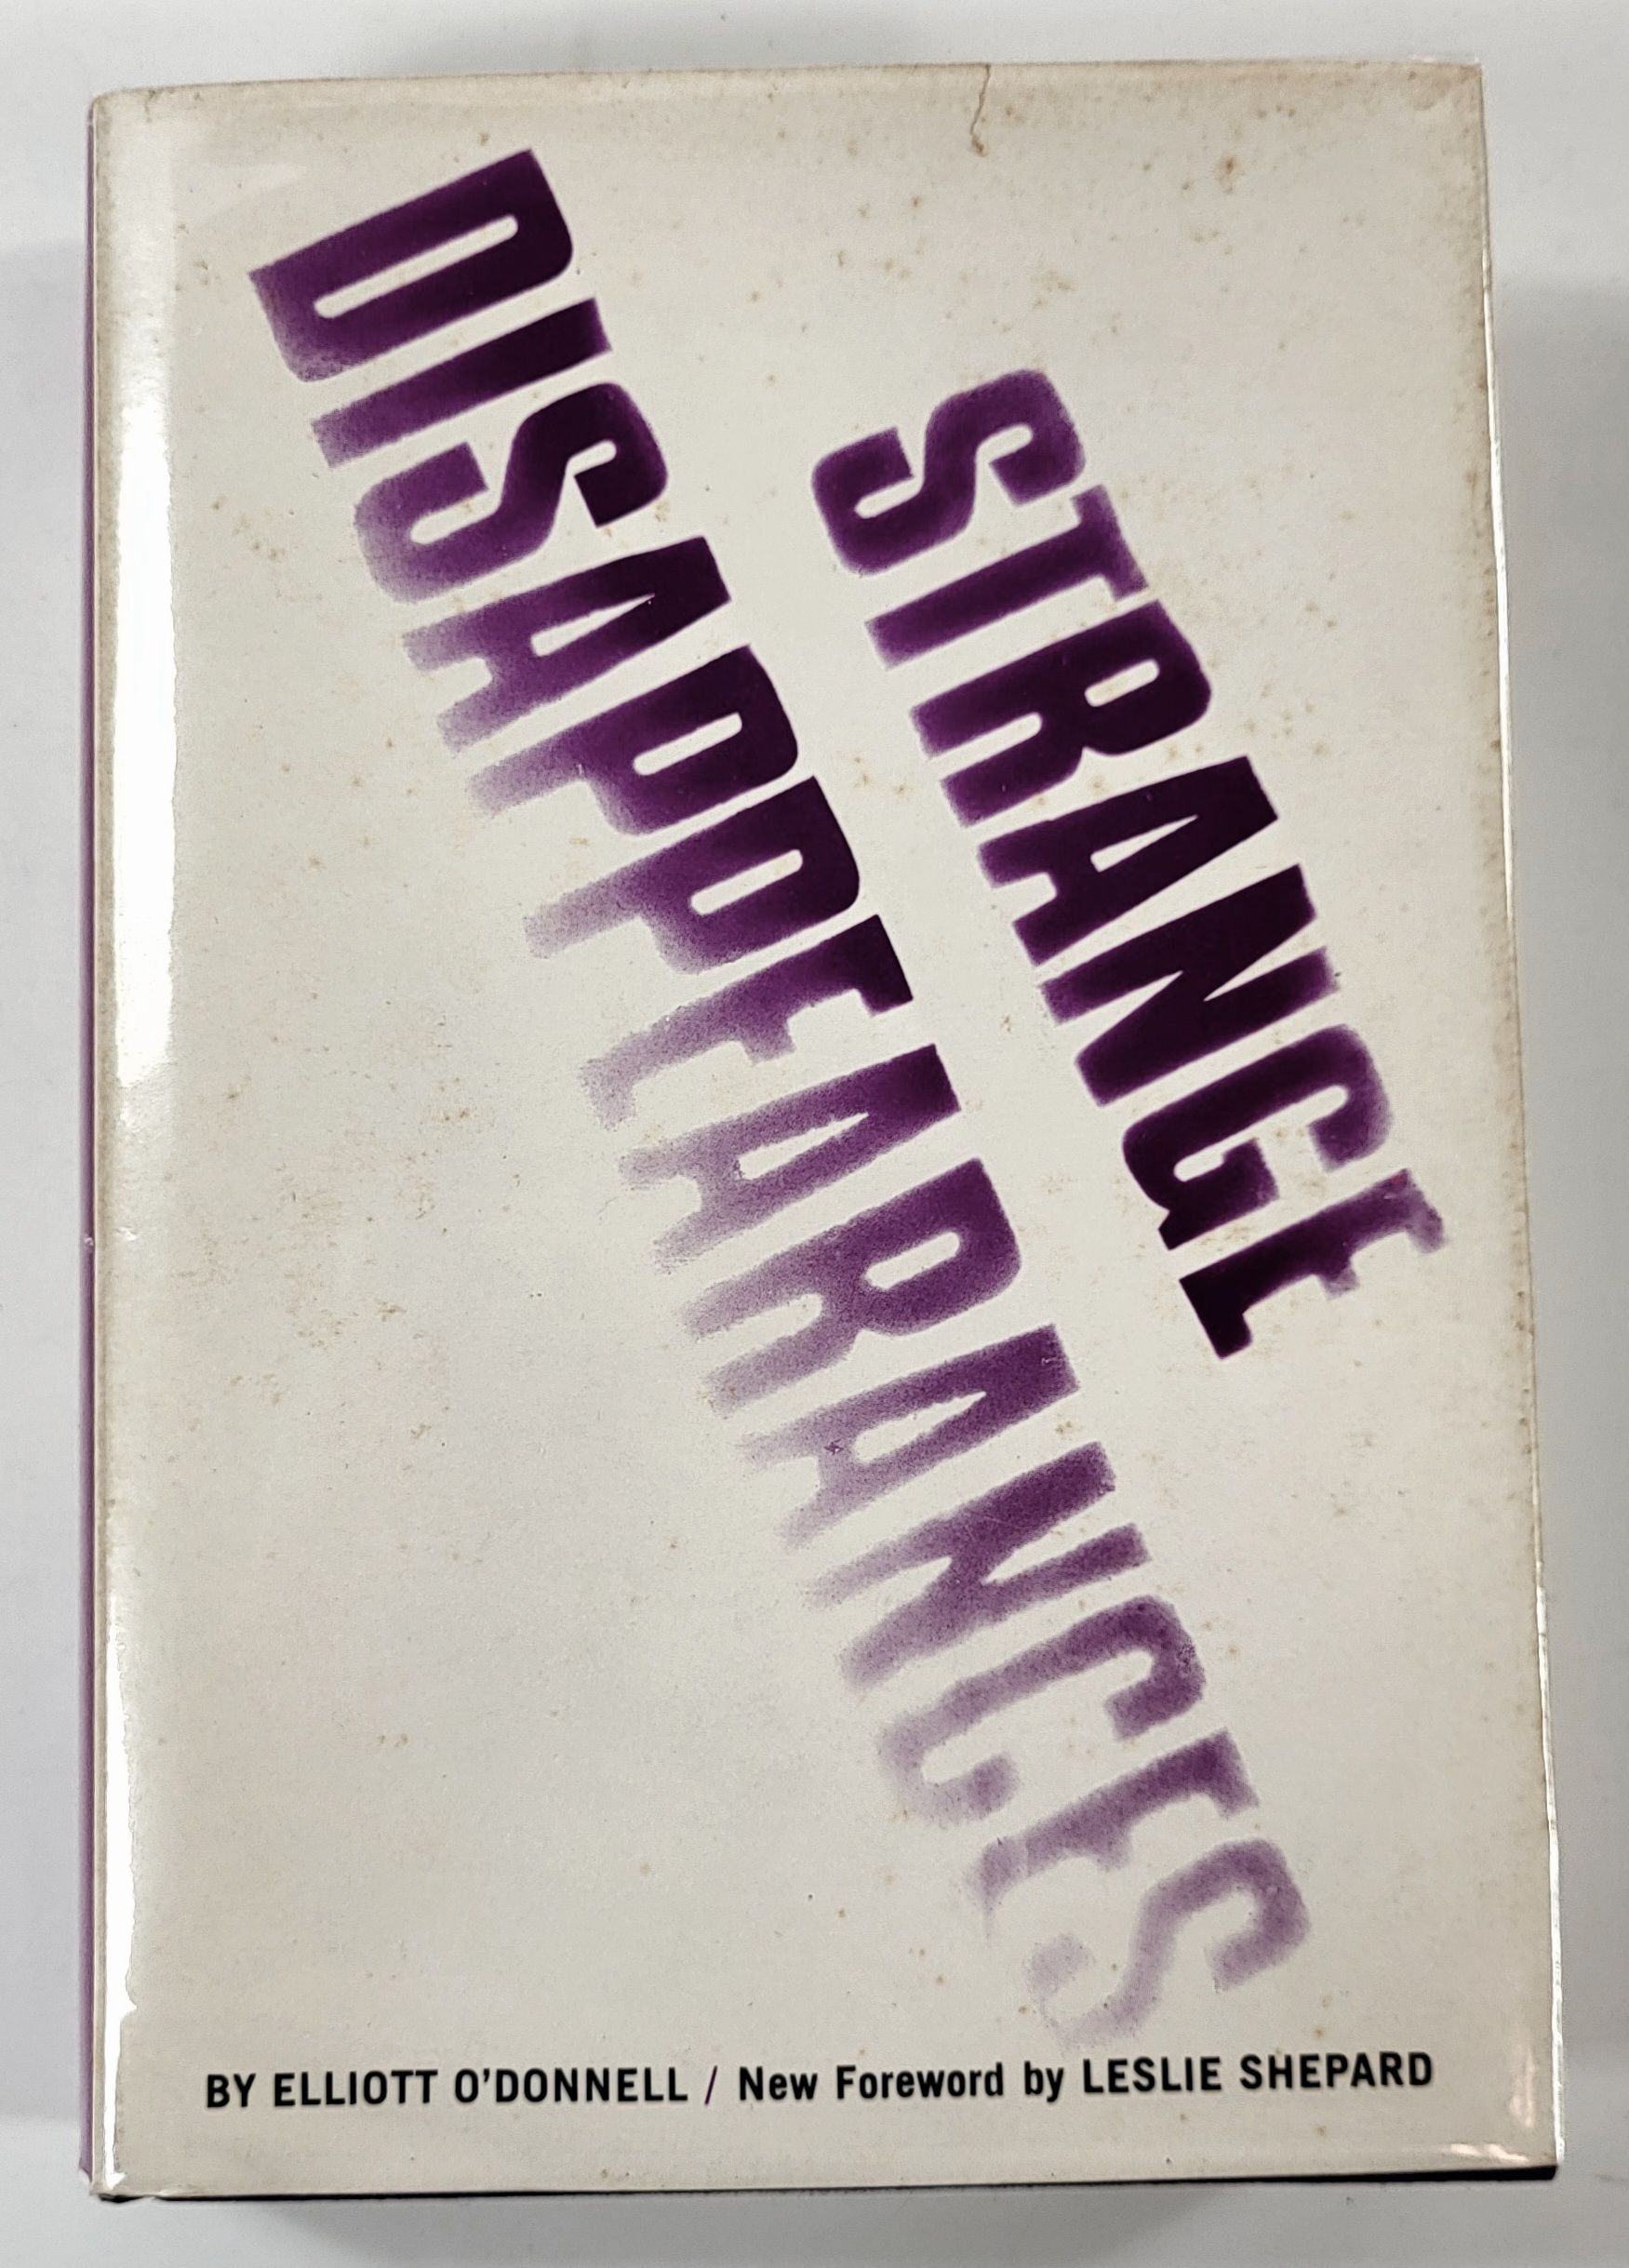 STRANGE
DISAPPEARANCES
BY ELLIOTT O'DONNELL / New Foreword by LESLIE SHEPARD